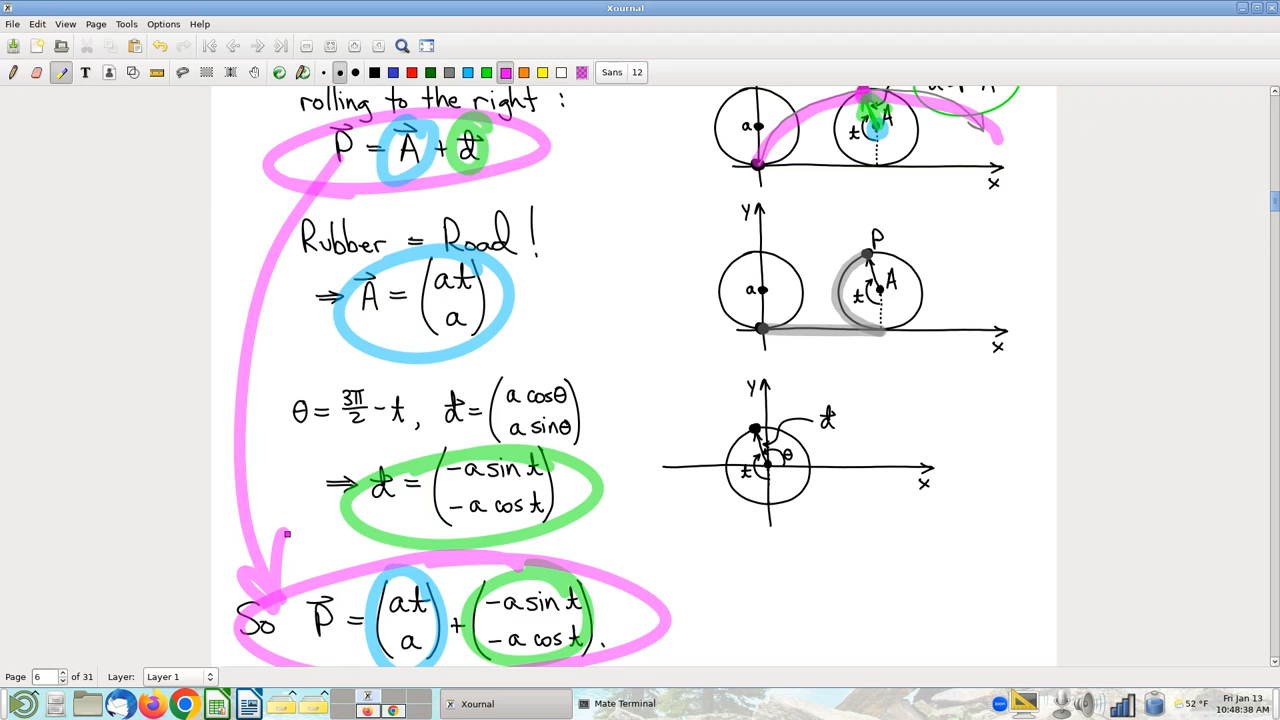 Xournal
File Edit View Page Tools Options Help
Sans 12
rolling to the right :
P⃗ = A⃗ + d⃗
Rubber = Road !
⇒ A⃗ = (at
a)
θ = 3π/2 - t, d⃗ = (a cosθ
a sinθ)
⇒ d⃗ = (-a sin t
-a cos t)
So P⃗ = (at
a) + (-a sin t
-a cos t).
a
t
A
x
y
P
a
t
A
x
y
d⃗
θ
t
x
Page 6 of 31 Layer: Layer 1
Xournal
Mate Terminal
52 °F
Fri Jan 13
10:48:38 AM